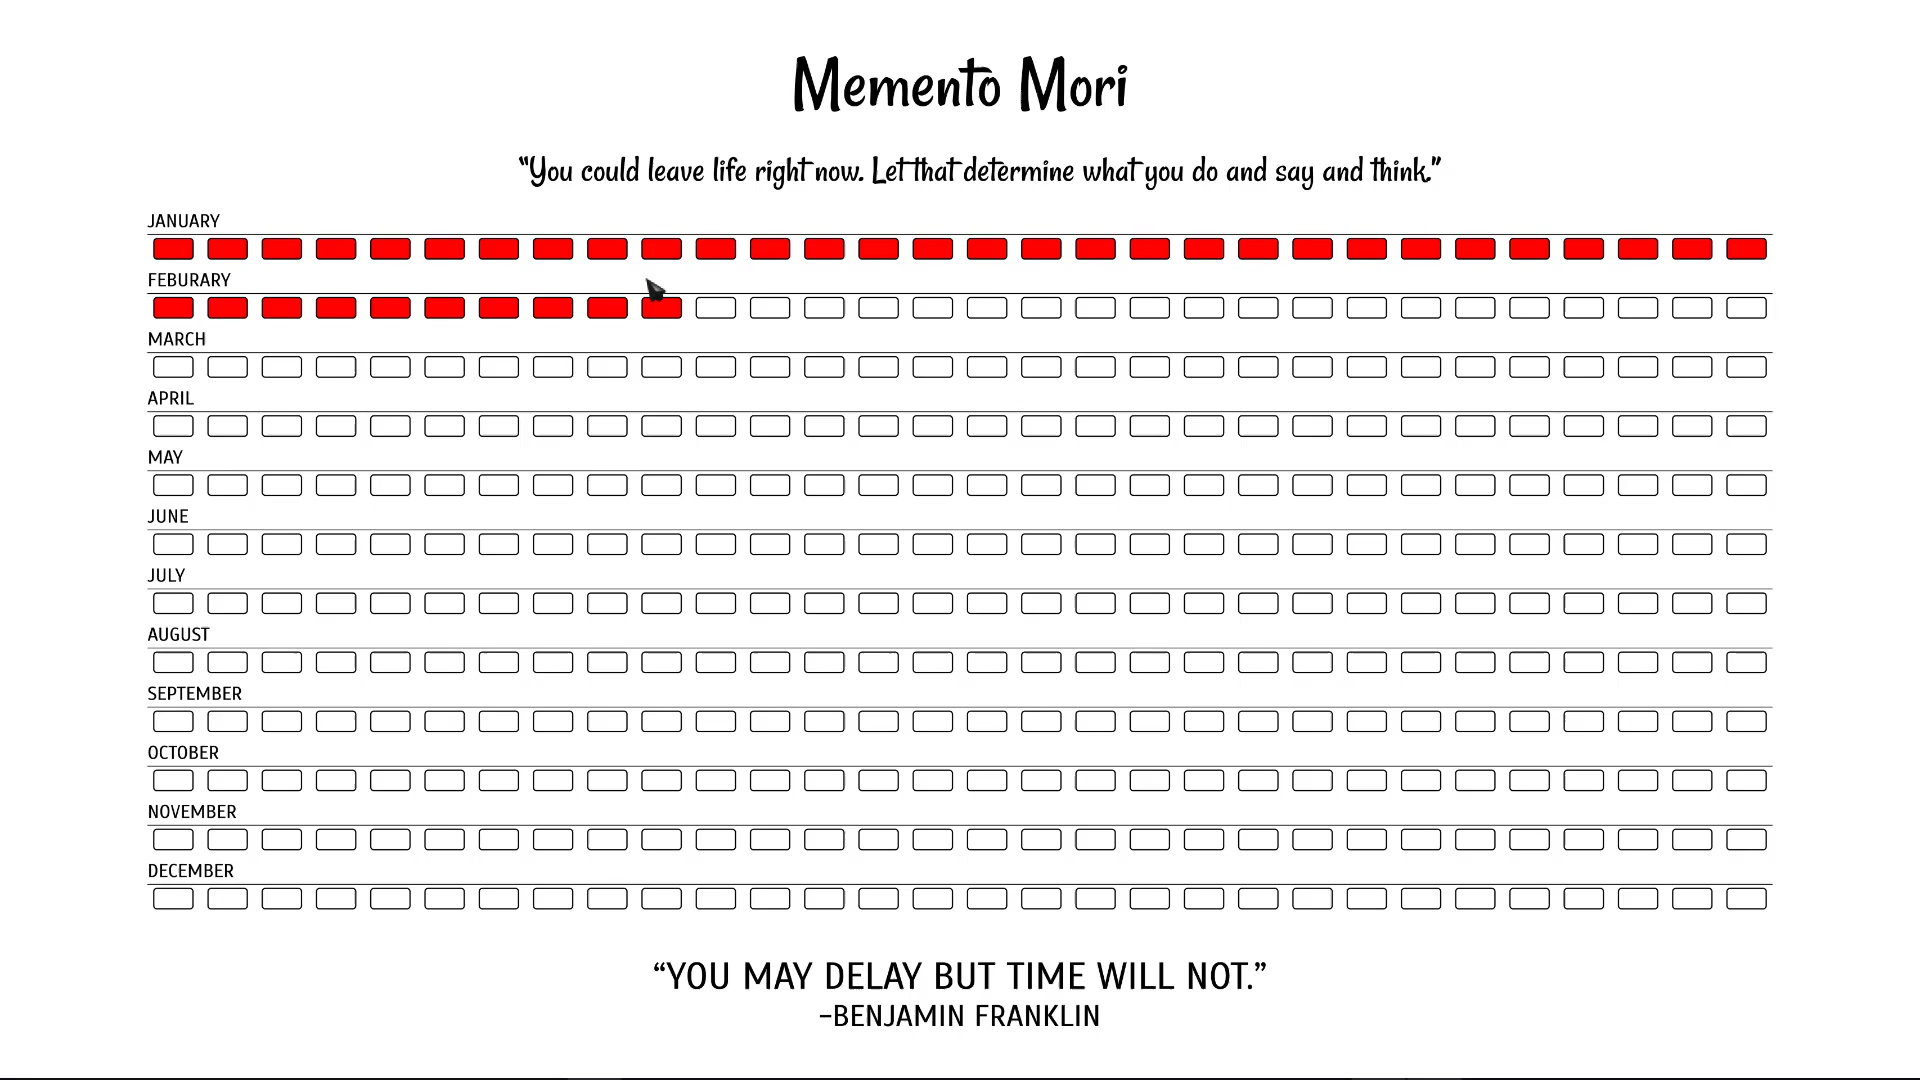 Memento Mori
"You could leave life right now. Let that determine what you do and say and think."
JANUARY
FEBURARY
MARCH
APRIL
MAY
JUNE
JULY
AUGUST
SEPTEMBER
OCTOBER
NOVEMBER
DECEMBER
“YOU MAY DELAY BUT TIME WILL NOT.”
-BENJAMIN FRANKLIN